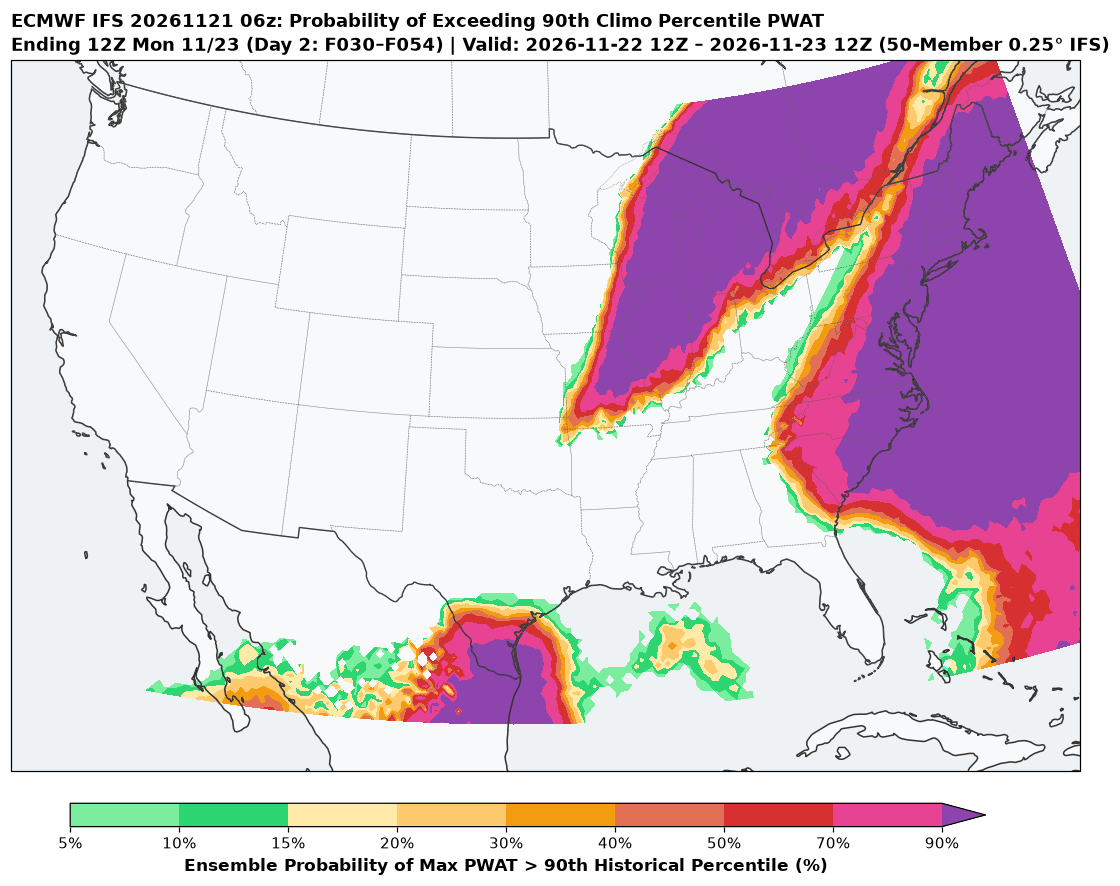 ECMWF IFS 20261121 06z: Probability of Exceeding 90th Climo Percentile PWAT
Ending 12Z Mon 11/23 (Day 2: F030–F054) | Valid: 2026-11-22 12Z – 2026-11-23 12Z (50-Member 0.25° IFS)
5% 10% 15% 20% 30% 40% 50% 70% 90%
Ensemble Probability of Max PWAT > 90th Historical Percentile (%)